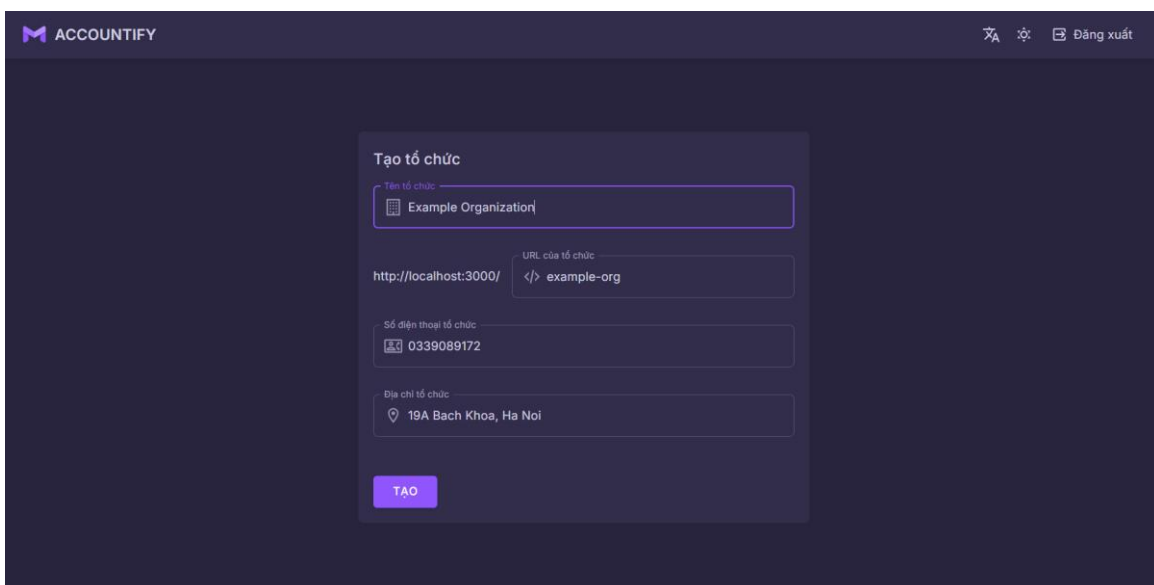 ACCOUNTIFY
Đăng xuất
Tạo tổ chức
Tên tổ chức
Example Organization
URL của tổ chức
http://localhost:3000/ </> example-org
Số điện thoại tổ chức
0339089172
Địa chỉ tổ chức
19A Bach Khoa, Ha Noi
TẠO